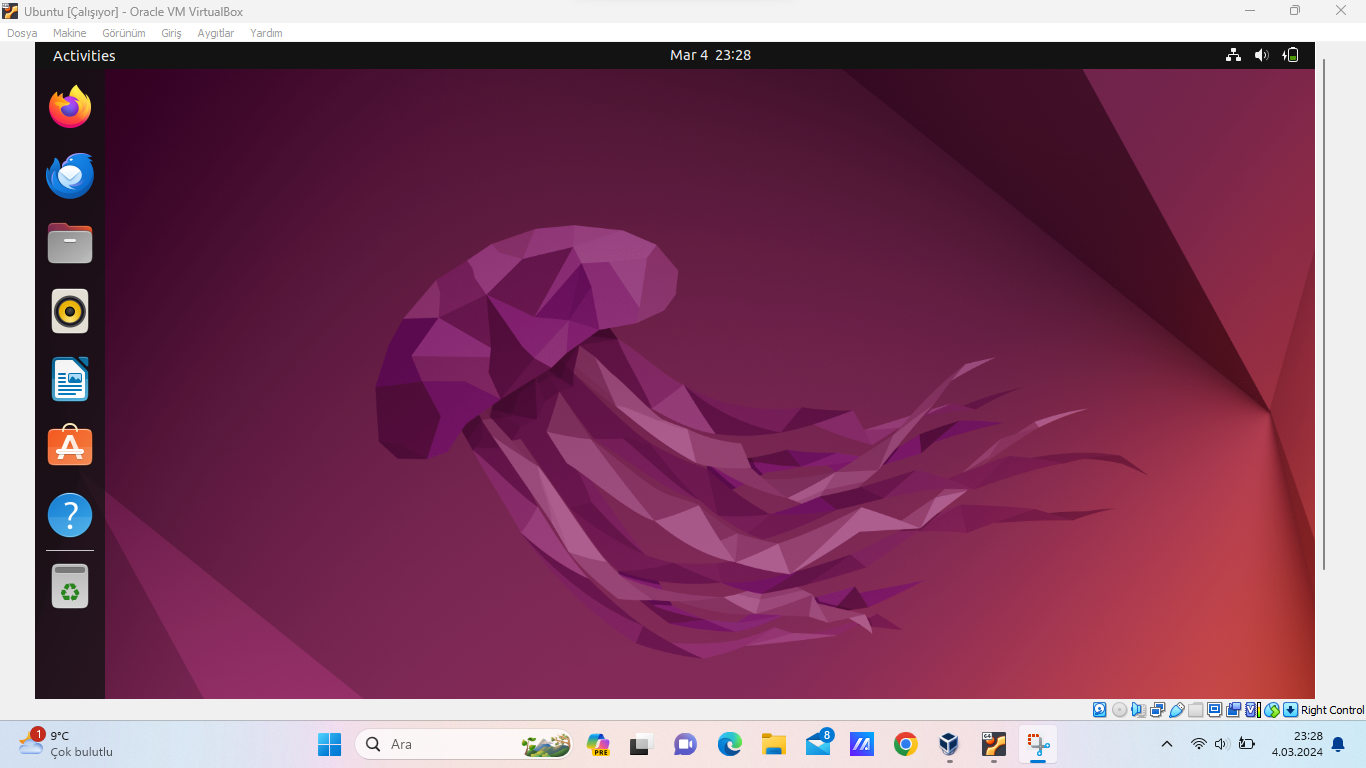 Ubuntu [Çalışıyor] - Oracle VM VirtualBox
Dosya Makine Görünüm Giriş Aygıtlar Yardım
Activities
Mar 4 23:28
?
Right Control
1
9°C
Çok bulutlu
Ara
PRE
8
64
23:28
4.03.2024